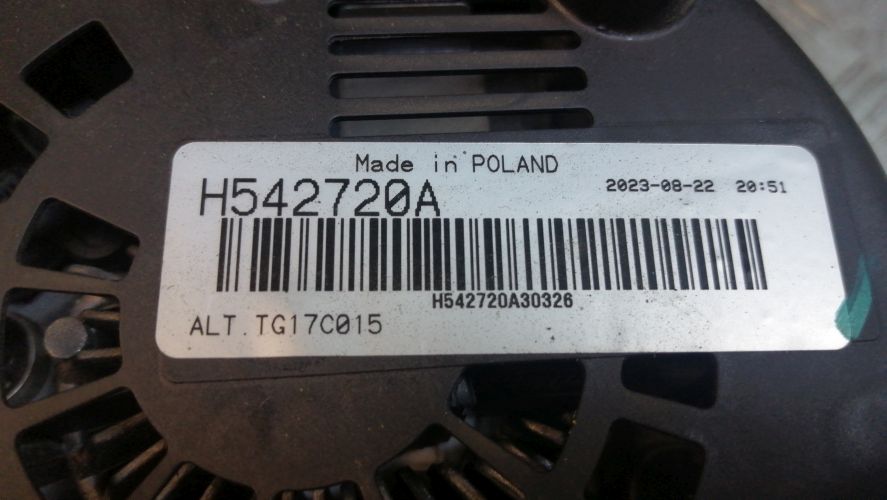 Made in POLAND
H542720A
2023-08-22 20:51
H542720A30326
ALT. TG17C015